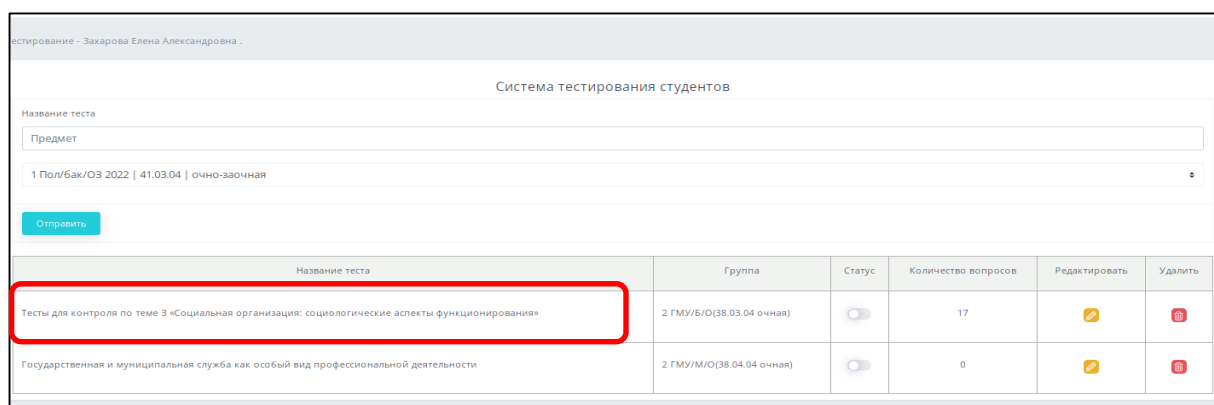 естирование - Захарова Елена Александровна .
Система тестирования студентов
Название теста
Предмет
1 Пол/бак/ОЗ 2022 | 41.03.04 | очно-заочная
Отправить
Название теста Группа Статус Количество вопросов Редактировать Удалить
Тесты для контроля по теме 3 «Социальная организация: социологические аспекты функционирования» 2 ГМУ/Б/О(38.03.04 очная) 17
Государственная и муниципальная служба как особый вид профессиональной деятельности 2 ГМУ/М/О(38.04.04 очная) 0